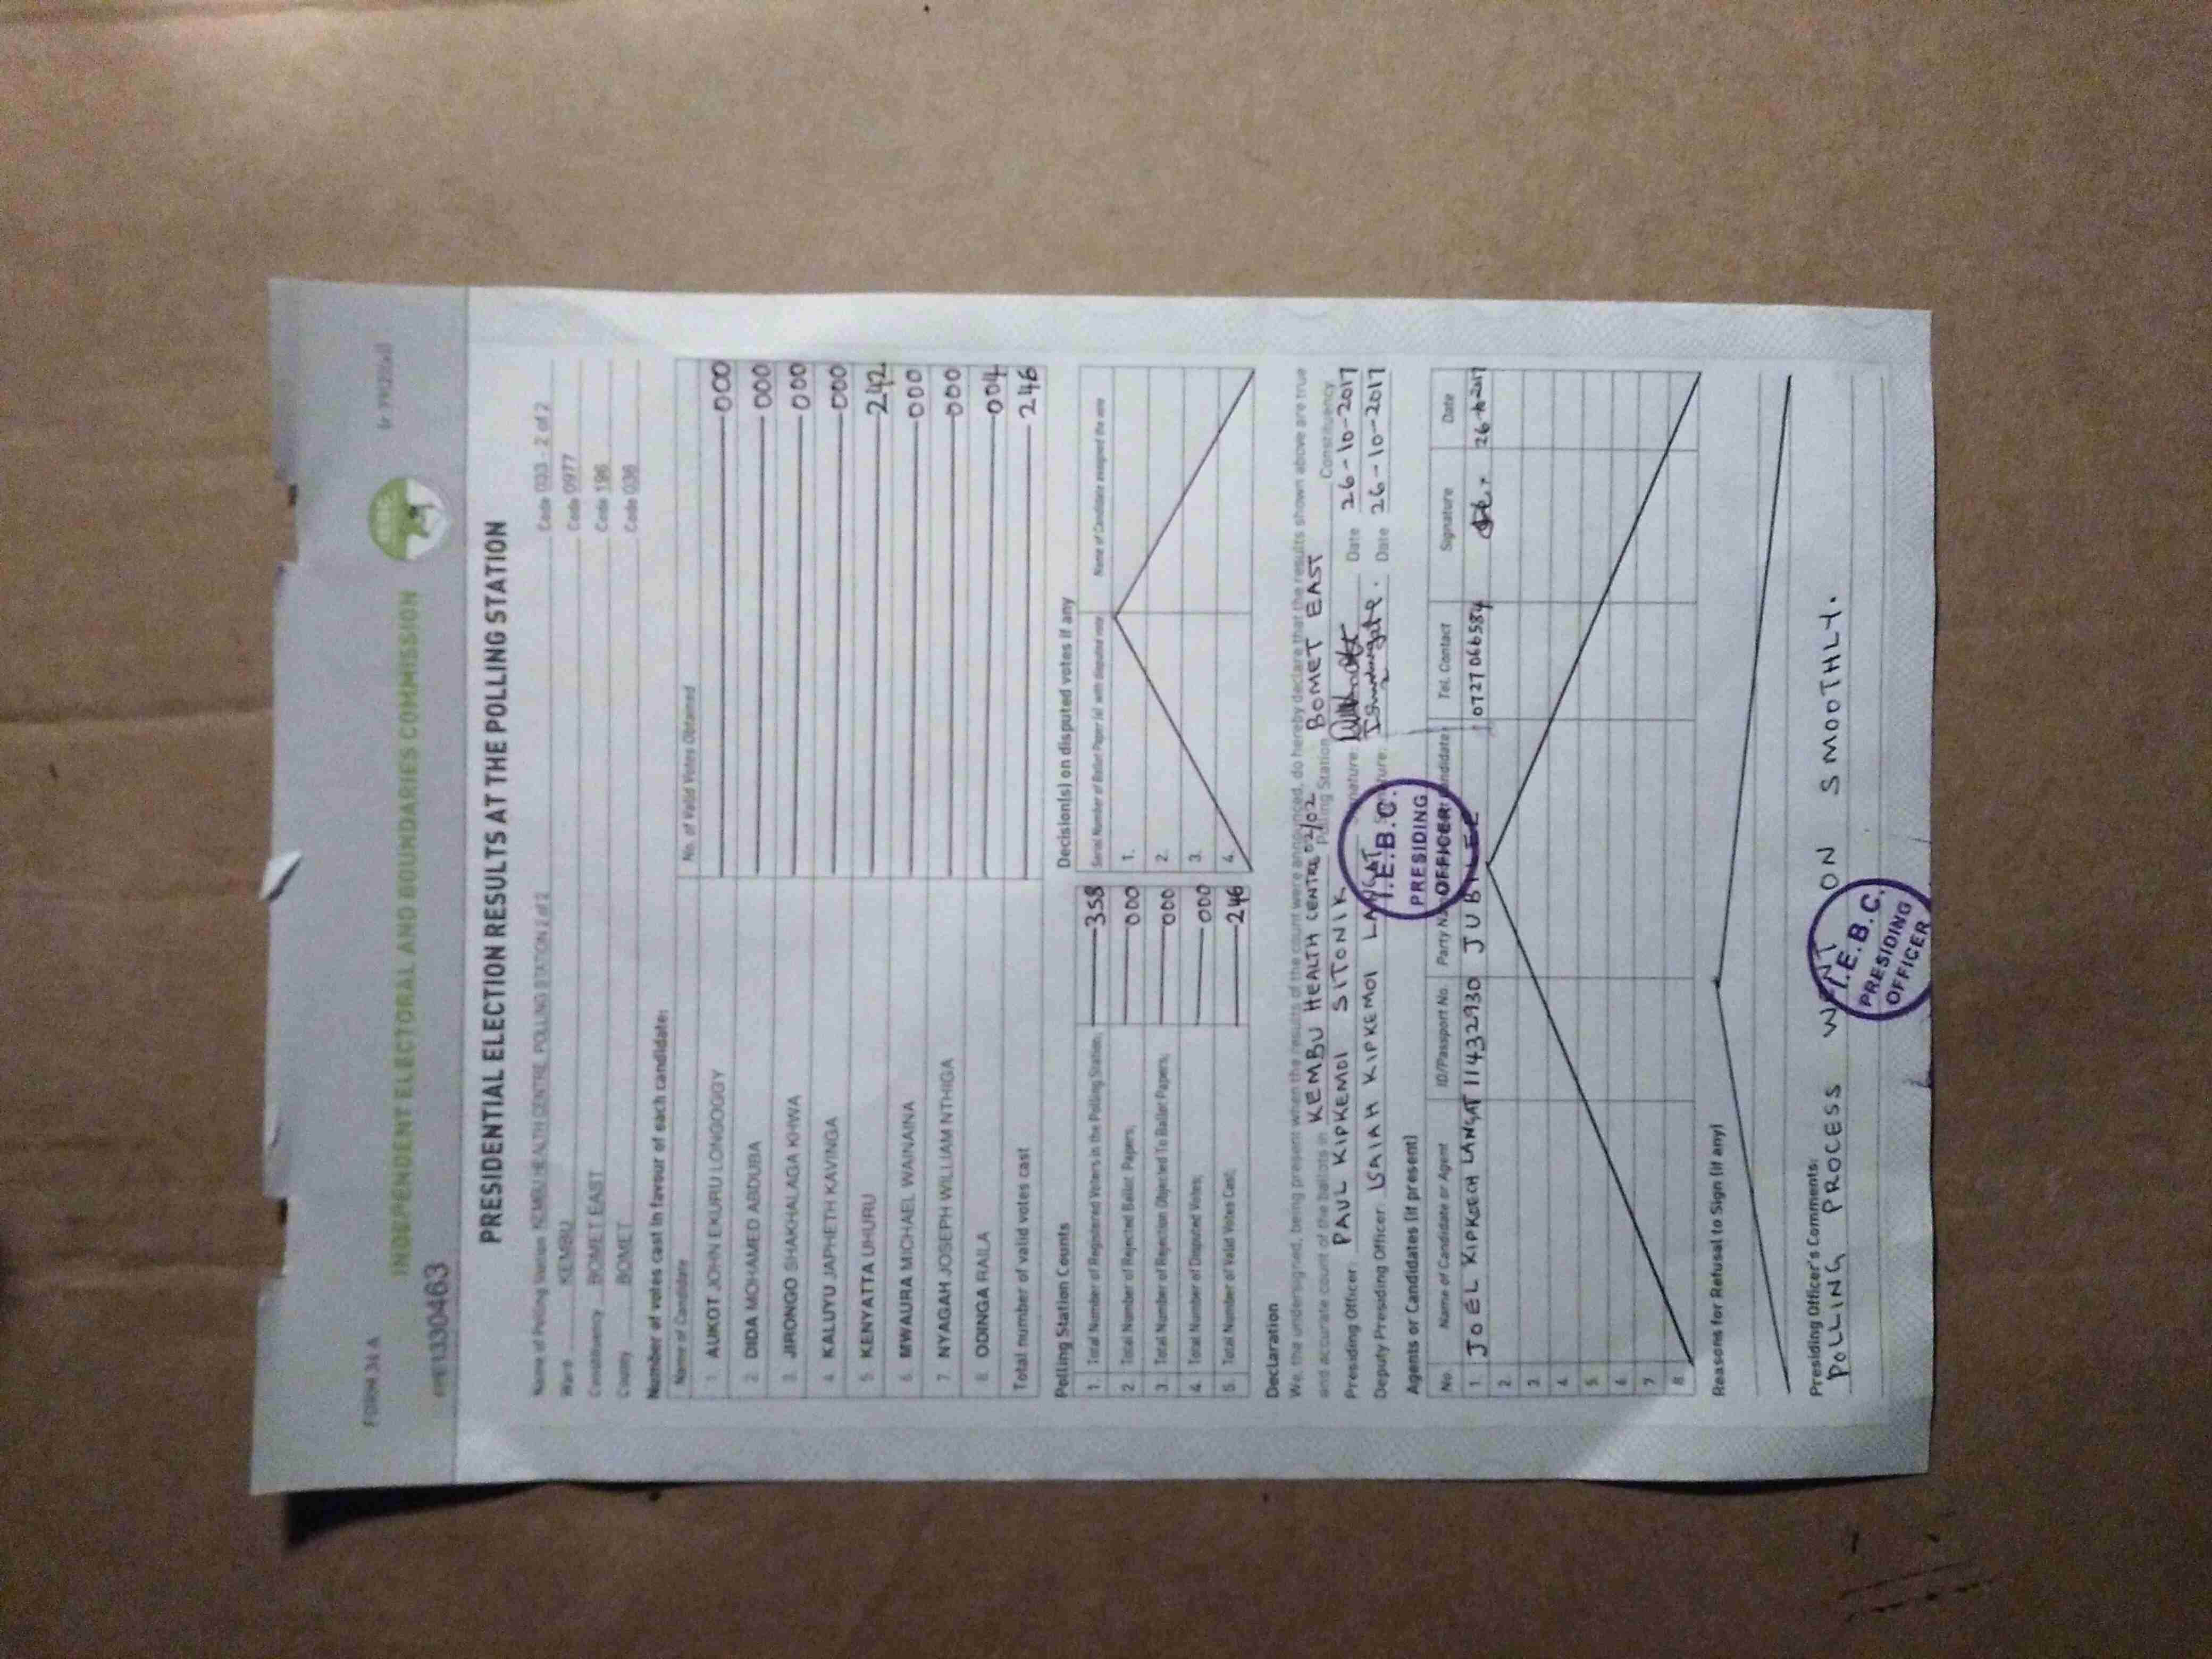 FORM 34 A
INDEPENDENT ELECTORAL AND BOUNDARIES COMMISSION
PRESIDENTIAL ELECTION RESULTS AT THE POLLING STATION
Name of Polling Station KEMBU HEALTH CENTRE POLLING STATION 2 of 2 Code 033 - 2 of 2
Ward KEMBU Code 0977
Constituency BOMET EAST Code 196
County BOMET Code 036
Number of votes cast in favour of each candidate:
Name of Candidate No. of Valid Votes Obtained
1. AUKOT JOHN EKURU LONGOGGY 000
2. DIDA MOHAMED ABDUBA 000
3. JIRONGO SHAKHALAGA KHWA 000
4. KALUYU JAPHETH KAVINGA 000
5. KENYATTA UHURU 242
6. MWAURA MICHAEL WAINAINA 000
7. NYAGAH JOSEPH WILLIAM NTHIGA 000
8. ODINGA RAILA 004
Total number of valid votes cast 246
Polling Station Counts
1. Total Number of Registered Voters in the Polling Station; 358
2. Total Number of Rejected Ballot Papers; 000
3. Total Number of Rejection Objected To Ballot Papers; 000
4. Total Number of Disputed Votes; 000
5. Total Number of Valid Votes Cast; 246
Decision(s) on disputed votes if any
Serial Number of Ballot Paper (s) with disputed vote Name of Candidate assigned the vote
1.
2.
3.
4.
Declaration
We, the undersigned, being present when the results of the count were announced, do hereby declare that the results shown above are true
and accurate count of the ballots in KEMBU HEALTH CENTRE 02/02 Polling Station BOMET EAST Constituency
Presiding Officer: PAUL KIPKEMOI SITONIK Signature: Date 26-10-2017
Deputy Presiding Officer. ISAIAH KIPKEMOI LANGAT Date 26-10-2017
I.E.B.C.
PRESIDING
OFFICER
Agents or Candidates (if present)
No. Name of Candidate or Agent ID/Passport No Party Candidate Tel. Contact Signature Date
1 JOEL KIPKOECH LANGAT 11432930 JUBILEE 0727066584 26-10-2017
2
3
4
5
6
7
8
Reasons for Refusal to Sign (if any)
Presiding Officer's Comments:
POLLING PROCESS WENT ON SMOOTHLY.
I.E.B.C.
PRESIDING
OFFICER